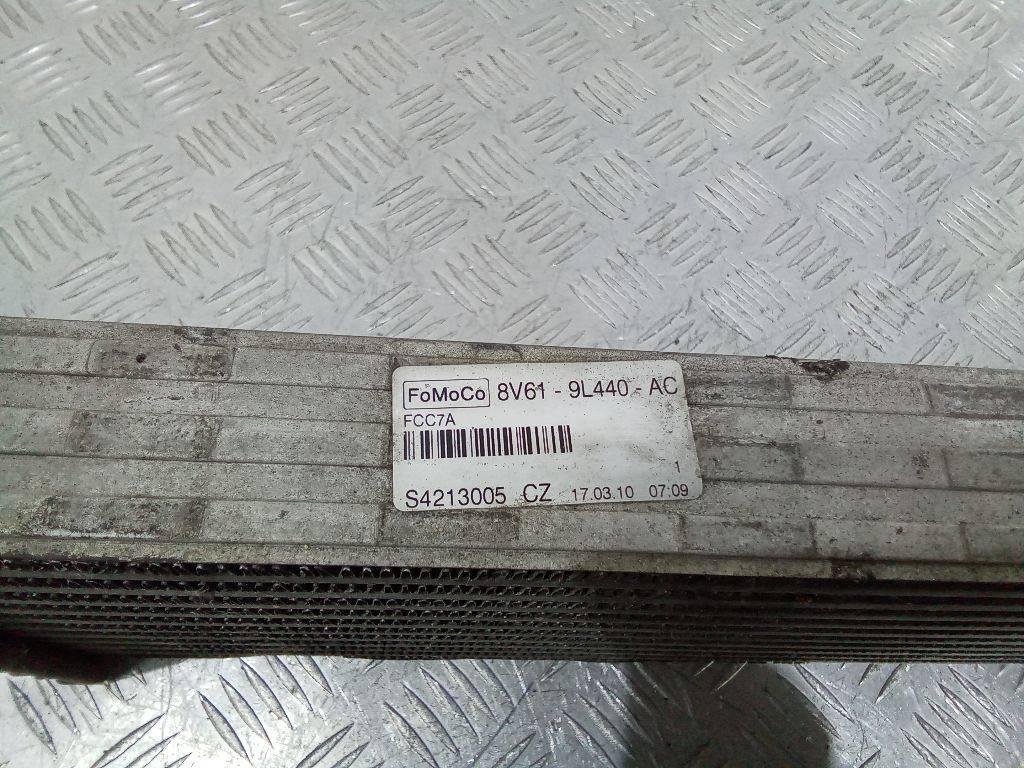 FoMoCo 8V61 - 9L440 - AC
FCC7A
1
S4213005 CZ 17.03.10 07:09